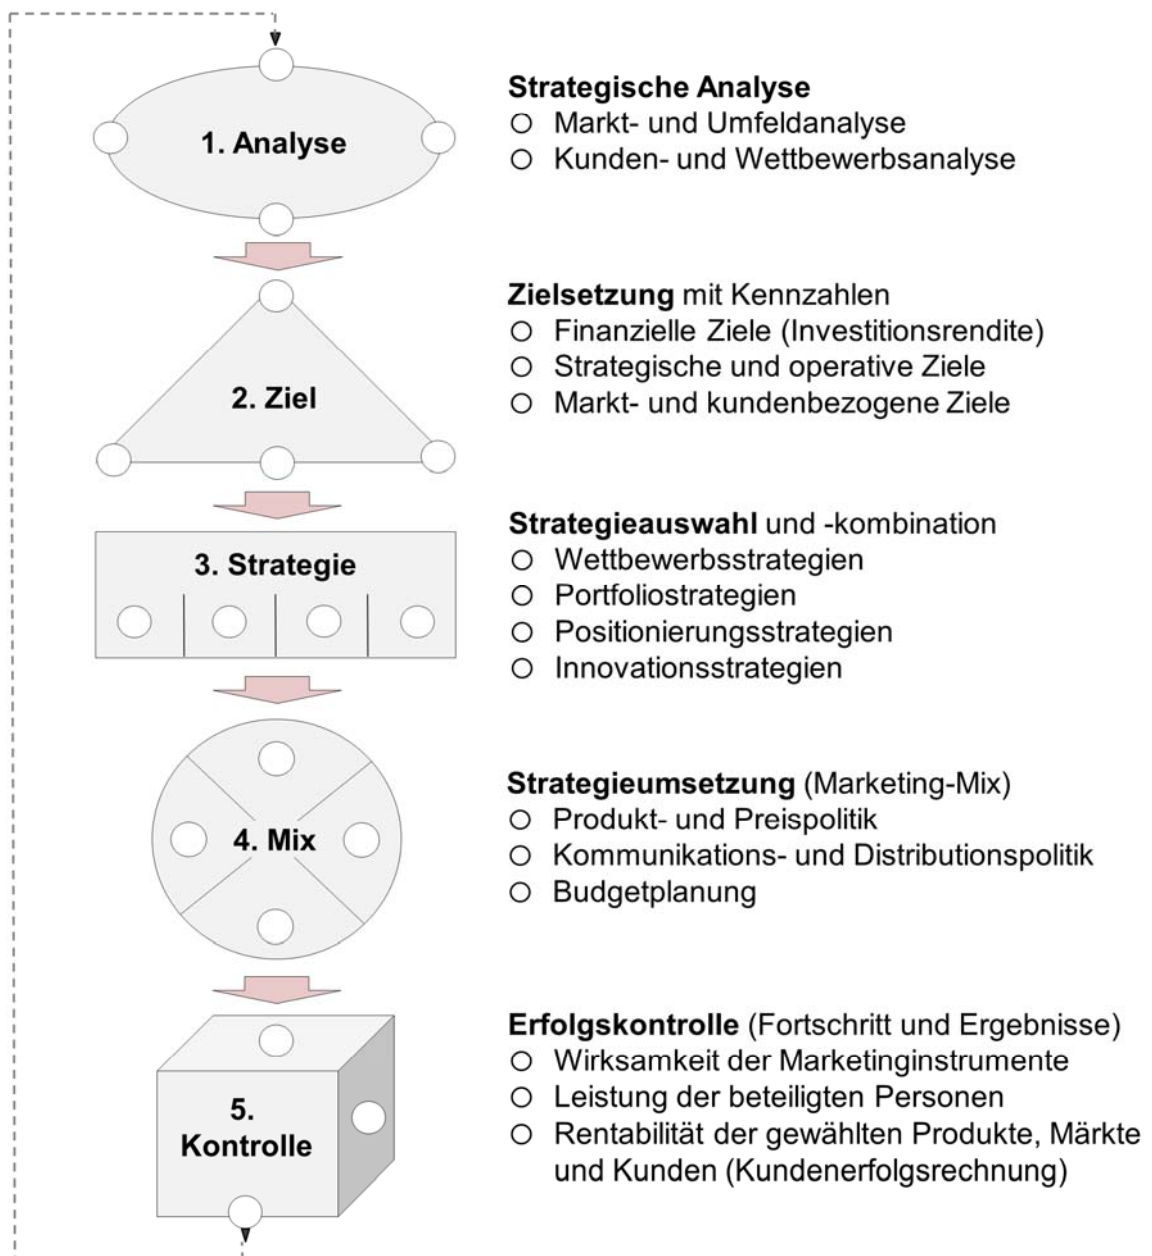 1. Analyse
Strategische Analyse
Markt- und Umfeldanalyse
Kunden- und Wettbewerbsanalyse
2. Ziel
Zielsetzung mit Kennzahlen
Finanzielle Ziele (Investitionsrendite)
Strategische und operative Ziele
Markt- und kundenbezogene Ziele
3. Strategie
Strategieauswahl und -kombination
Wettbewerbsstrategien
Portfoliostrategien
Positionierungsstrategien
Innovationsstrategien
4. Mix
Strategieumsetzung (Marketing-Mix)
Produkt- und Preispolitik
Kommunikations- und Distributionspolitik
Budgetplanung
5.
Kontrolle
Erfolgskontrolle (Fortschritt und Ergebnisse)
Wirksamkeit der Marketinginstrumente
Leistung der beteiligten Personen
Rentabilität der gewählten Produkte, Märkte
und Kunden (Kundenerfolgsrechnung)